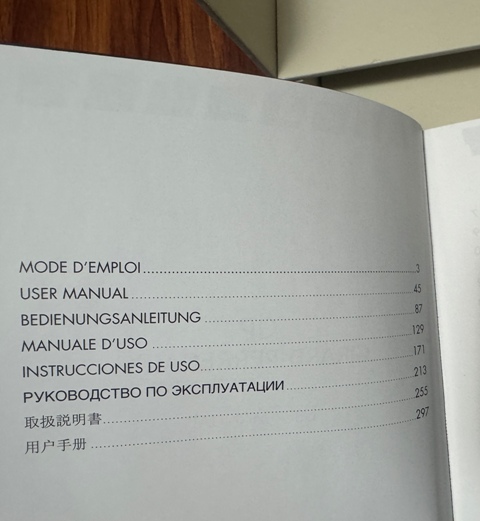 MODE D'EMPLOI........3
USER MANUAL........45
BEDIENUNGSANLEITUNG........87
MANUALE D'USO........129
INSTRUCCIONES DE USO........171
РУКОВОДСТВО ПО ЭКСПЛУАТАЦИИ........213
取扱説明書........255
用户手册........297